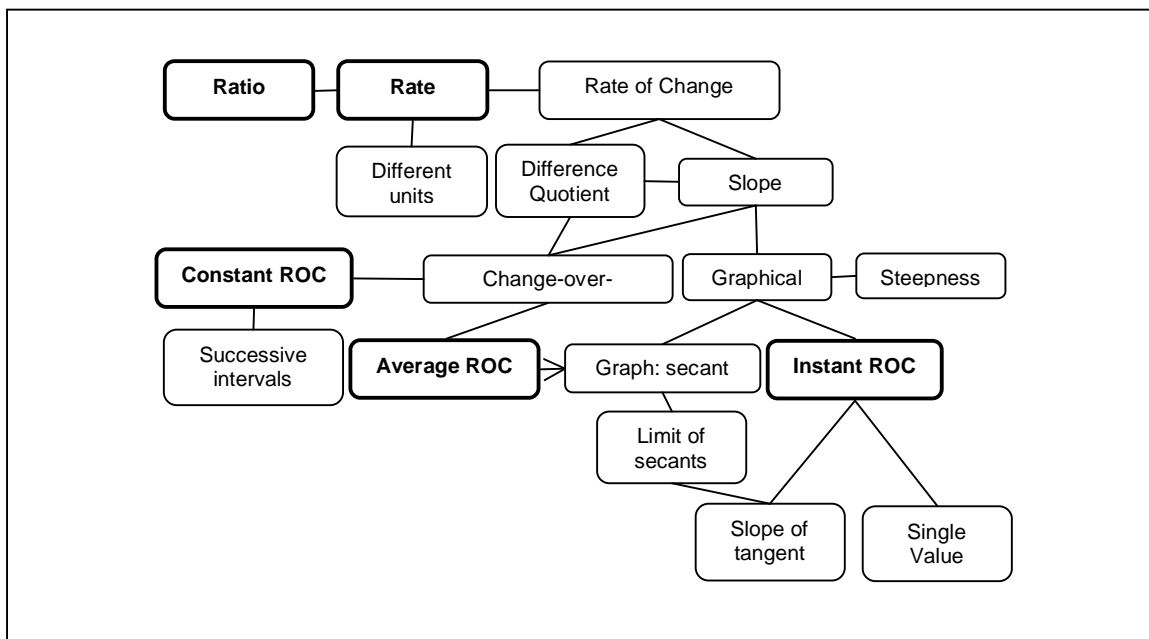 Ratio
Rate
Rate of Change
Different
units
Difference
Quotient
Slope
Constant ROC
Change-over-
Graphical
Steepness
Successive
intervals
Average ROC
Graph: secant
Instant ROC
Limit of
secants
Slope of
tangent
Single
Value